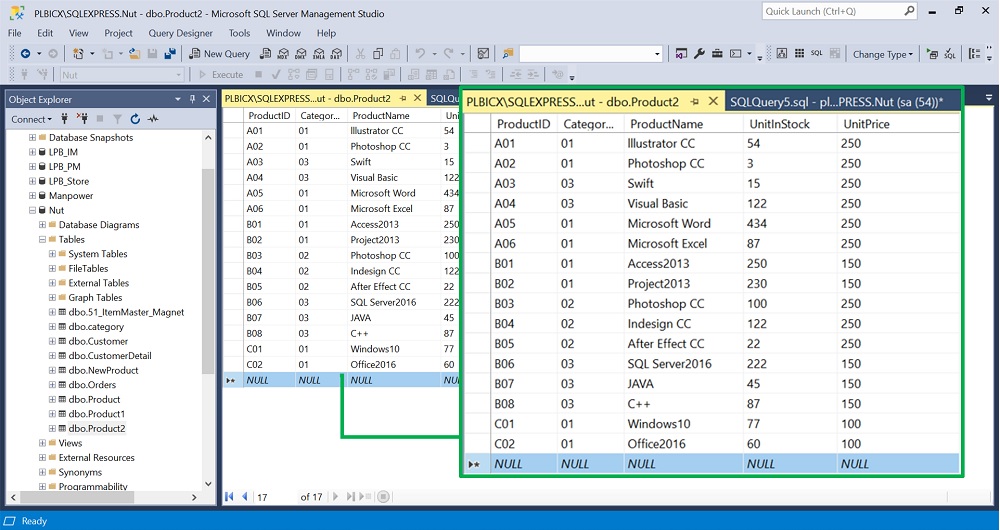 PLBICX\SQLEXPRESS.Nut - dbo.Product2 - Microsoft SQL Server Management Studio
Quick Launch (Ctrl+Q)
File Edit View Project Query Designer Tools Window Help
New Query MDX DMX XMLA DAX SQL Change Type
Nut Execute
Object Explorer
Connect
Database Snapshots
LPB_IM
LPB_PM
LPB_Store
Manpower
Nut
Database Diagrams
Tables
System Tables
FileTables
External Tables
Graph Tables
dbo.51_ItemMaster_Magnet
dbo.category
dbo.Customer
dbo.CustomerDetail
dbo.NewProduct
dbo.Orders
dbo.Product
dbo.Product1
dbo.Product2
Views
External Resources
Synonyms
Programmability
PLBICX\SQLEXPRESS...ut - dbo.Product2 SQLQu
ProductID Categor... ProductName Un
A01 01 Illustrator CC 54
A02 01 Photoshop CC 3
A03 03 Swift 15
A04 03 Visual Basic 122
A05 01 Microsoft Word 434
A06 01 Microsoft Excel 87
B01 01 Access2013 250
B02 01 Project2013 230
B03 02 Photoshop CC 100
B04 02 Indesign CC 122
B05 02 After Effect CC 22
B06 03 SQL Server2016 222
B07 03 JAVA 45
B08 03 C++ 87
C01 01 Windows10 77
C02 01 Office2016 60
NULL NULL NULL NU
17 of 17
PLBICX\SQLEXPRESS...ut - dbo.Product2 SQLQuery5.sql - pl...PRESS.Nut (sa (54))*
ProductID Categor... ProductName UnitInStock UnitPrice
A01 01 Illustrator CC 54 250
A02 01 Photoshop CC 3 250
A03 03 Swift 15 250
A04 03 Visual Basic 122 250
A05 01 Microsoft Word 434 250
A06 01 Microsoft Excel 87 250
B01 01 Access2013 250 150
B02 01 Project2013 230 150
B03 02 Photoshop CC 100 250
B04 02 Indesign CC 122 250
B05 02 After Effect CC 22 250
B06 03 SQL Server2016 222 150
B07 03 JAVA 45 150
B08 03 C++ 87 150
C01 01 Windows10 77 100
C02 01 Office2016 60 100
NULL NULL NULL NULL NULL
Ready